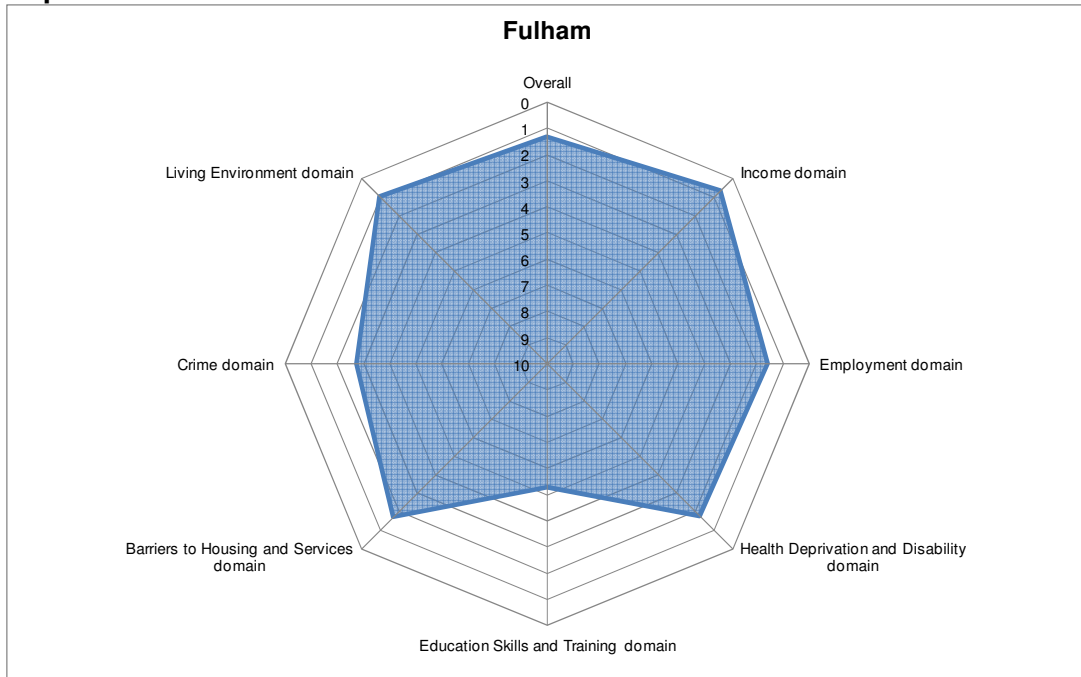 Fulham
Overall
0
1
2
3
4
5
6
7
8
9
10
Living Environment domain
Income domain
Crime domain
Employment domain
Barriers to Housing and Services
domain
Health Deprivation and Disability
domain
Education Skills and Training domain